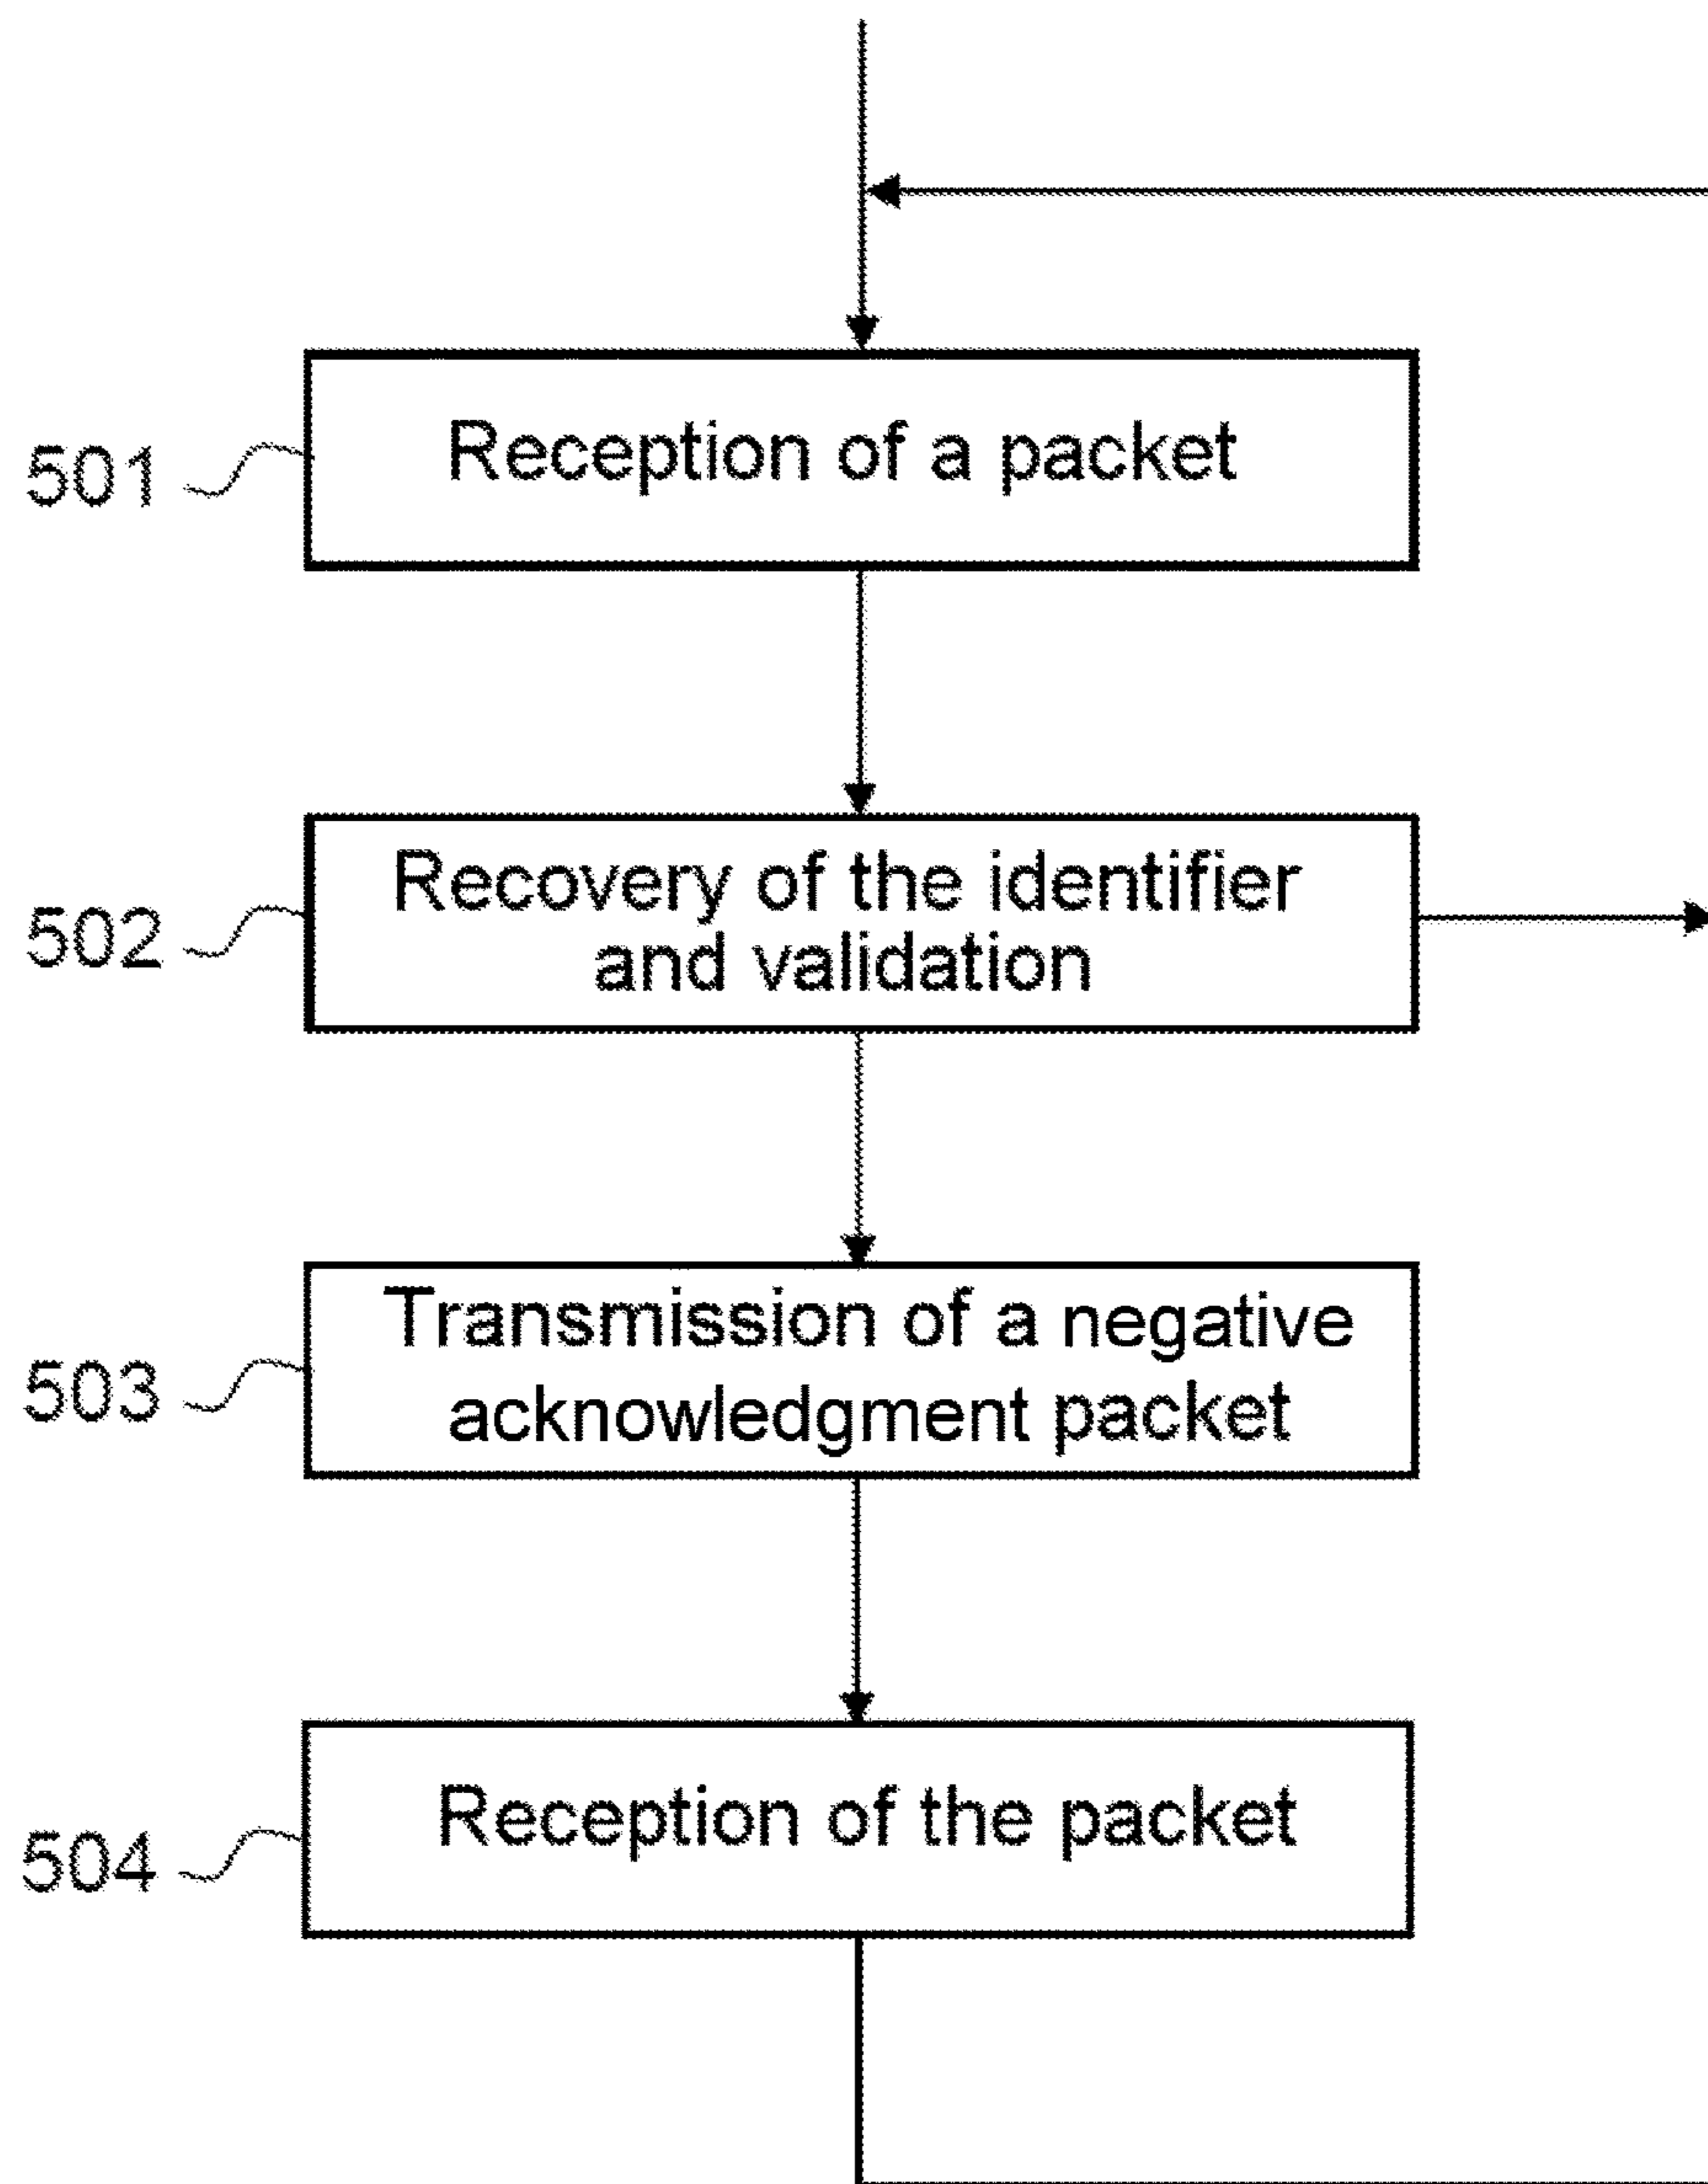 501
Reception of a packet
502
Recovery of the identifier
and validation
503
Transmission of a negative
acknowledgment packet
504
Reception of the packet